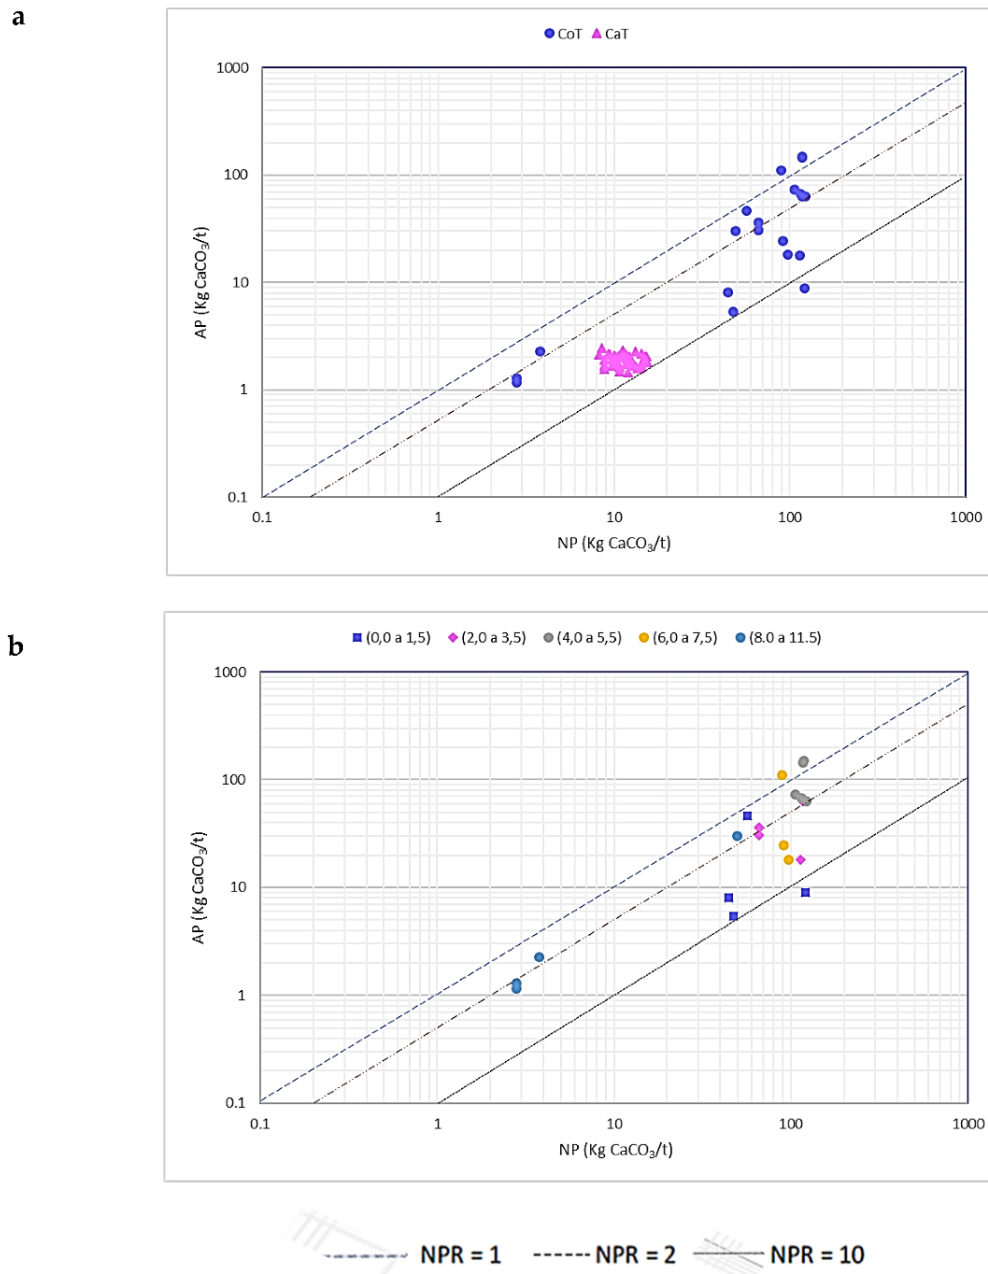 a
CoT CaT
1000
100
10
1
0.1
AP (Kg CaCO₃/t)
0.1 1 10 100 1000
NP (Kg CaCO₃/t)
b
(0,0 a 1,5) (2,0 a 3,5) (4,0 a 5,5) (6,0 a 7,5) (8.0 a 11.5)
1000
100
10
1
0.1
AP (Kg CaCO₃/t)
0.1 1 10 100 1000
NP (Kg CaCO₃/t)
NPR = 1 NPR = 2 NPR = 10